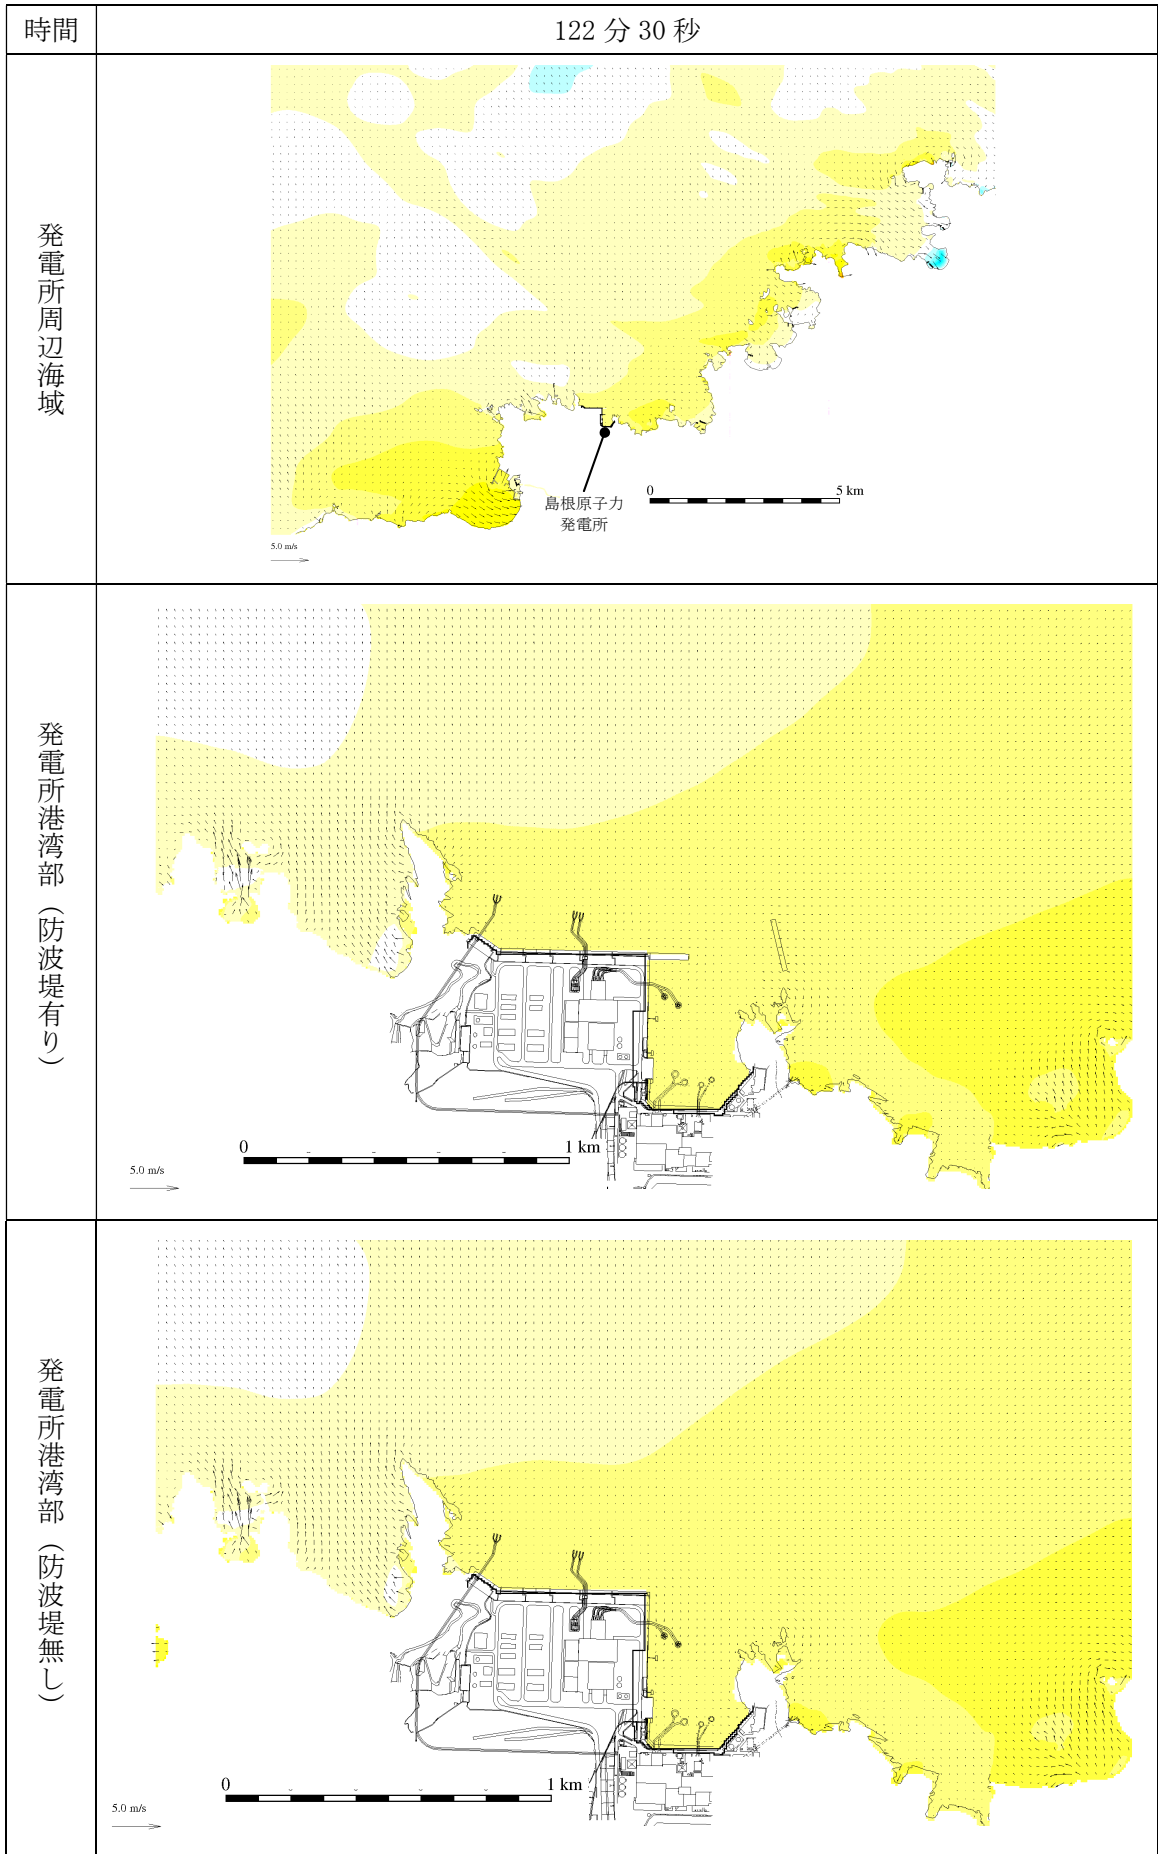 時間
122 分 30 秒
発電所周辺海域
島根原子力
発電所
0
5 km
5.0 m/s
発電所港湾部（防波堤有り）
0
1 km
5.0 m/s
発電所港湾部（防波堤無し）
0
1 km
5.0 m/s